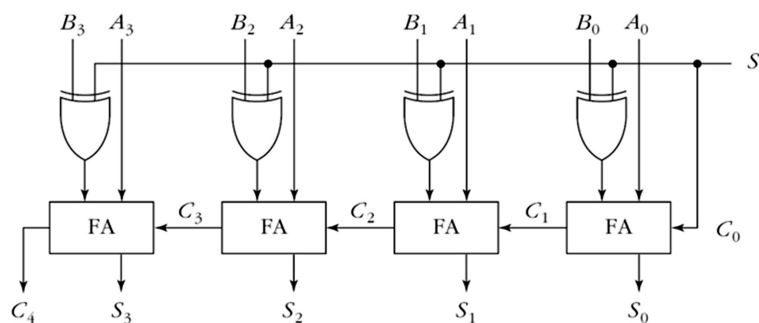 B₃ A₃ B₂ A₂ B₁ A₁ B₀ A₀
S
C₃ C₂ C₁ C₀
FA FA FA FA
C₄ S₃ S₂ S₁ S₀